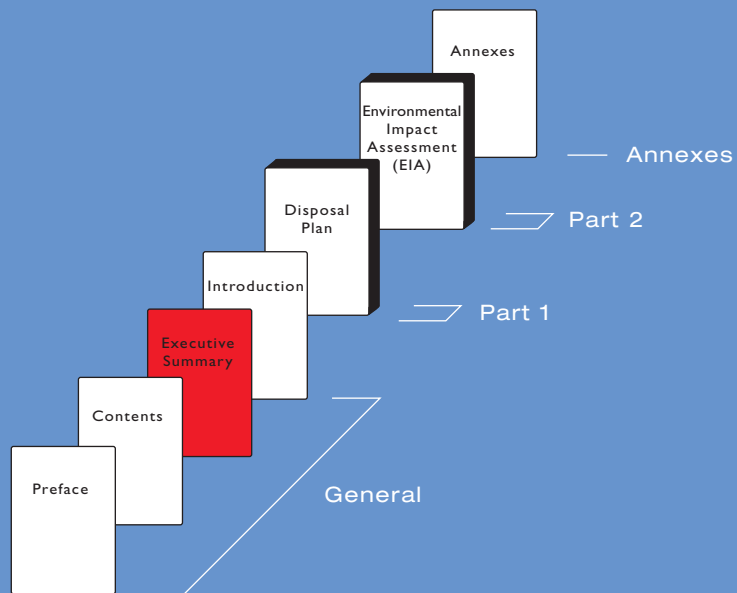 Annexes
Environmental
Impact
Assessment
(EIA)
Annexes
Disposal
Plan
Part 2
Introduction
Part 1
Executive
Summary
Contents
Preface
General